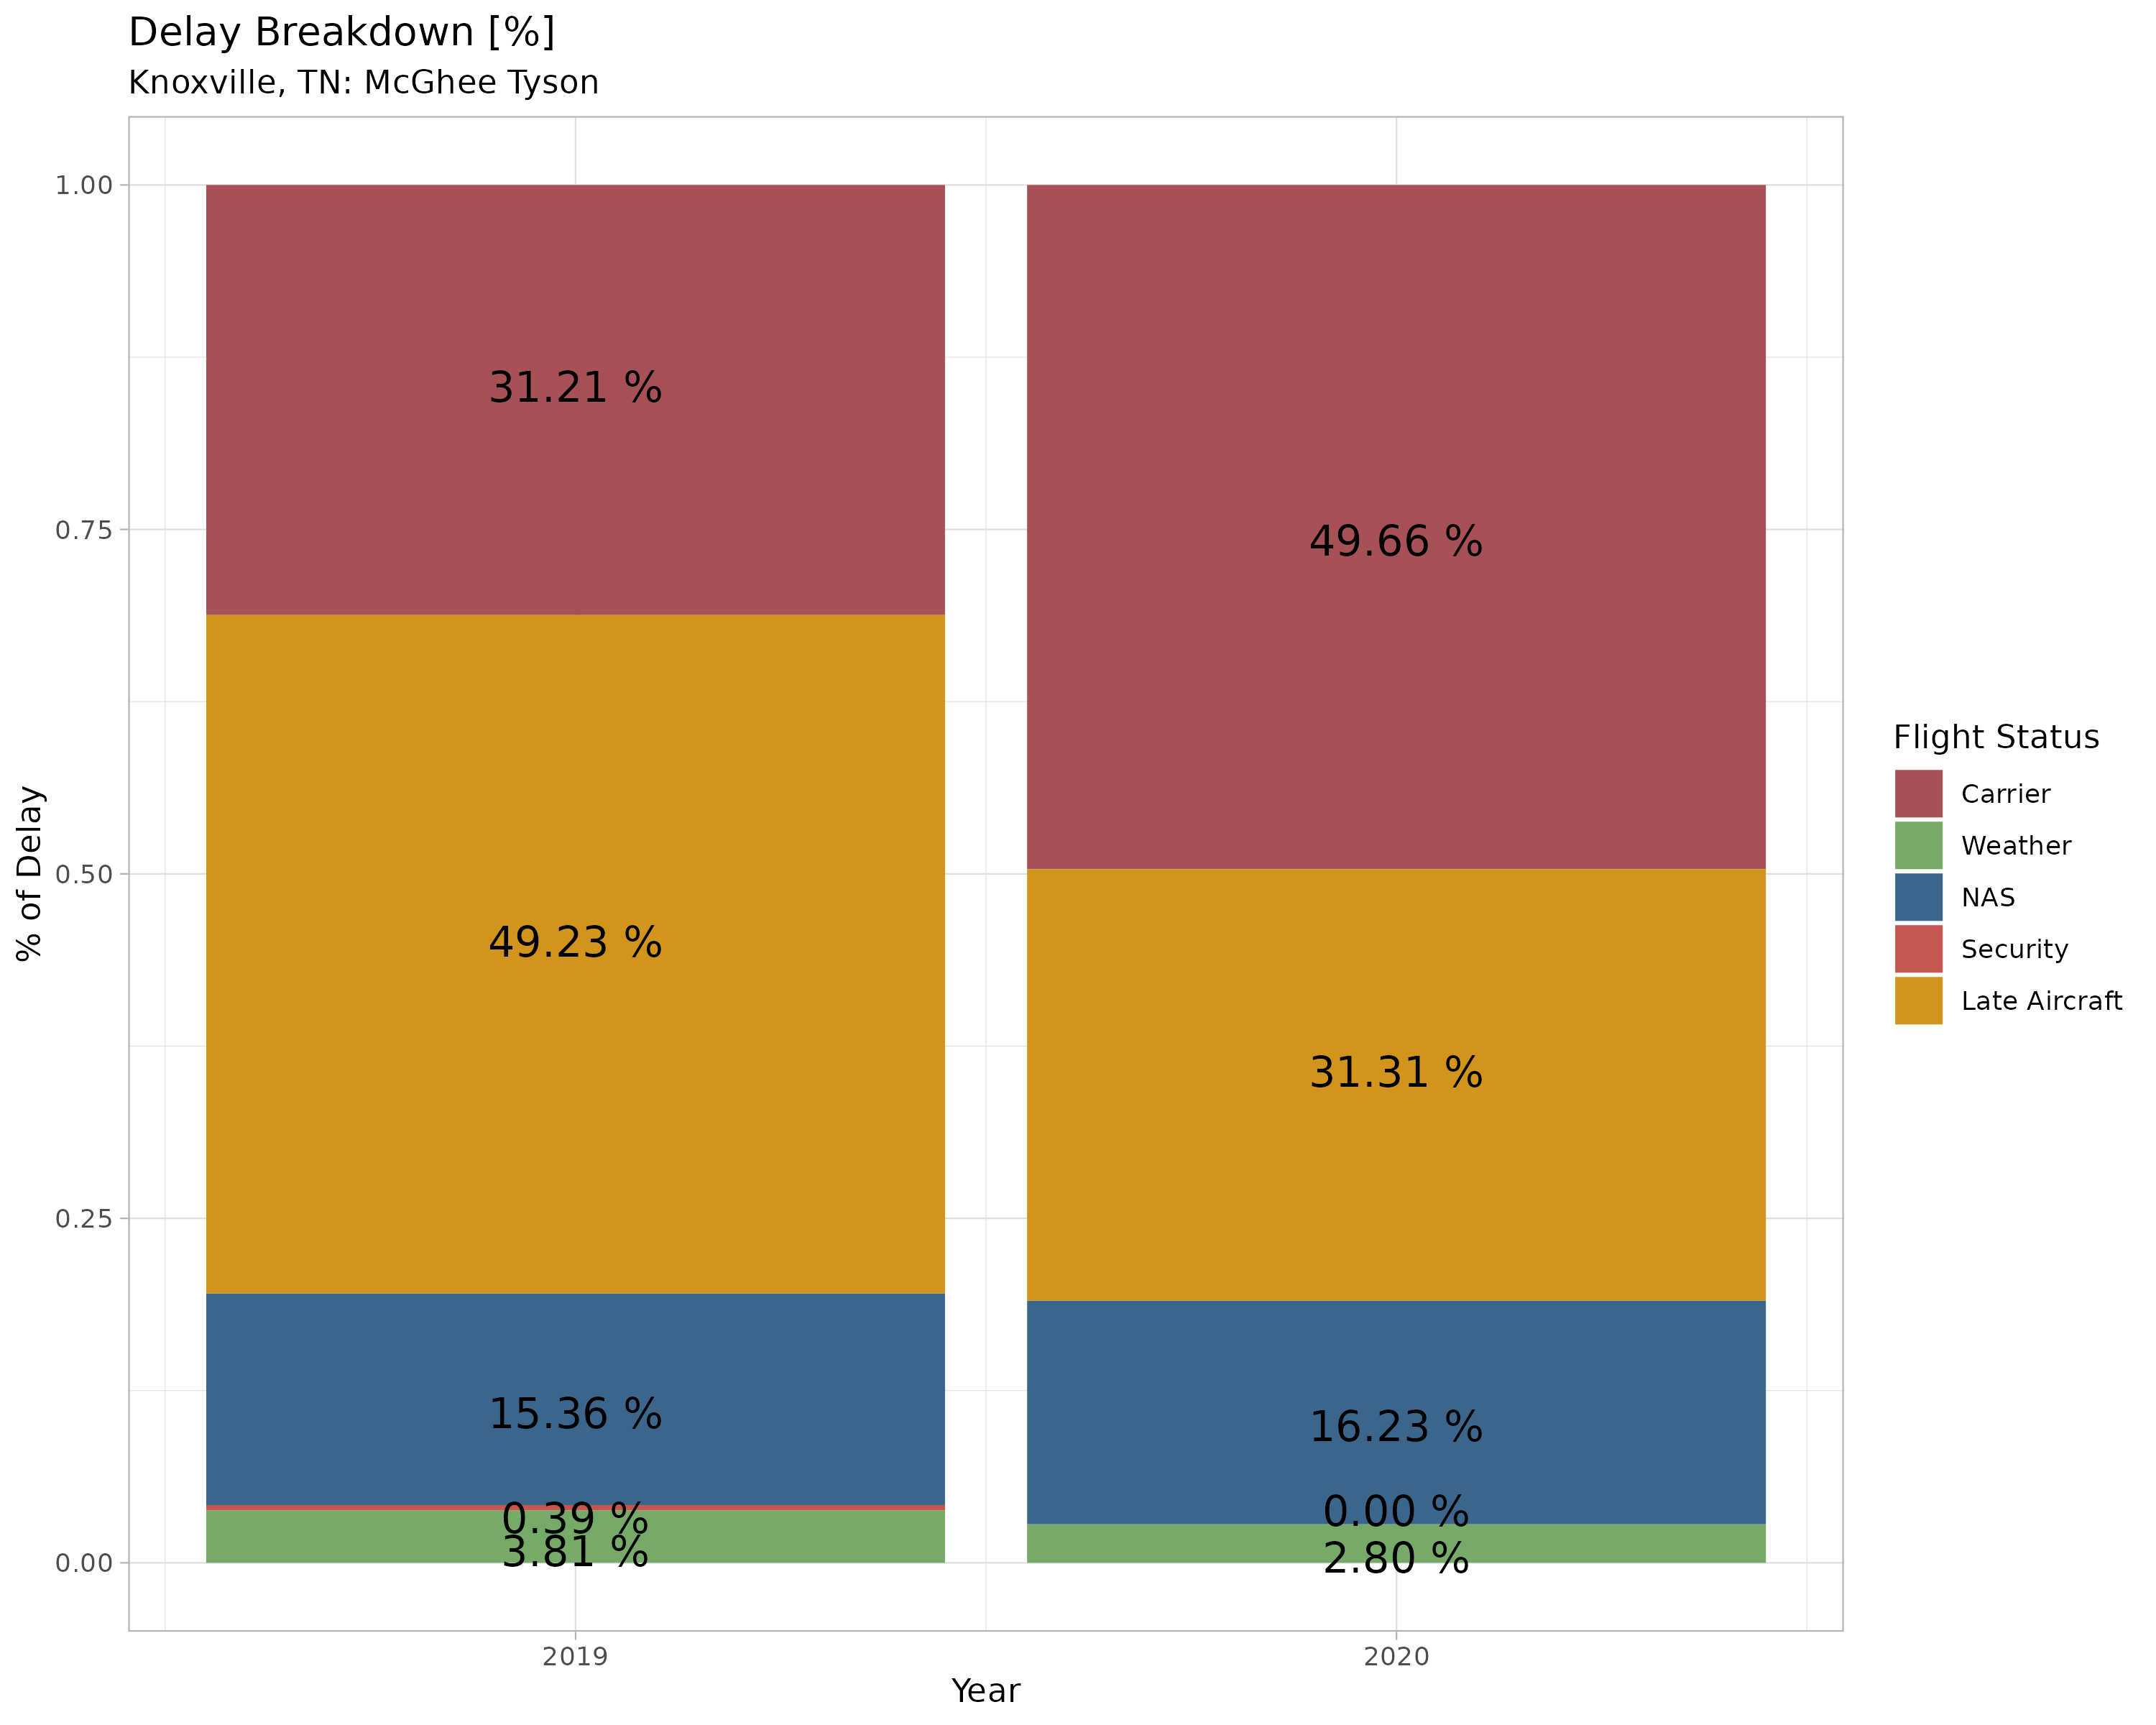 Delay Breakdown [%]
Knoxville, TN: McGhee Tyson
% of Delay
1.00
0.75
0.50
0.25
0.00
31.21 %
49.23 %
15.36 %
0.39 %
3.81 %
49.66 %
31.31 %
16.23 %
0.00 %
2.80 %
2019
2020
Year
Flight Status
Carrier
Weather
NAS
Security
Late Aircraft